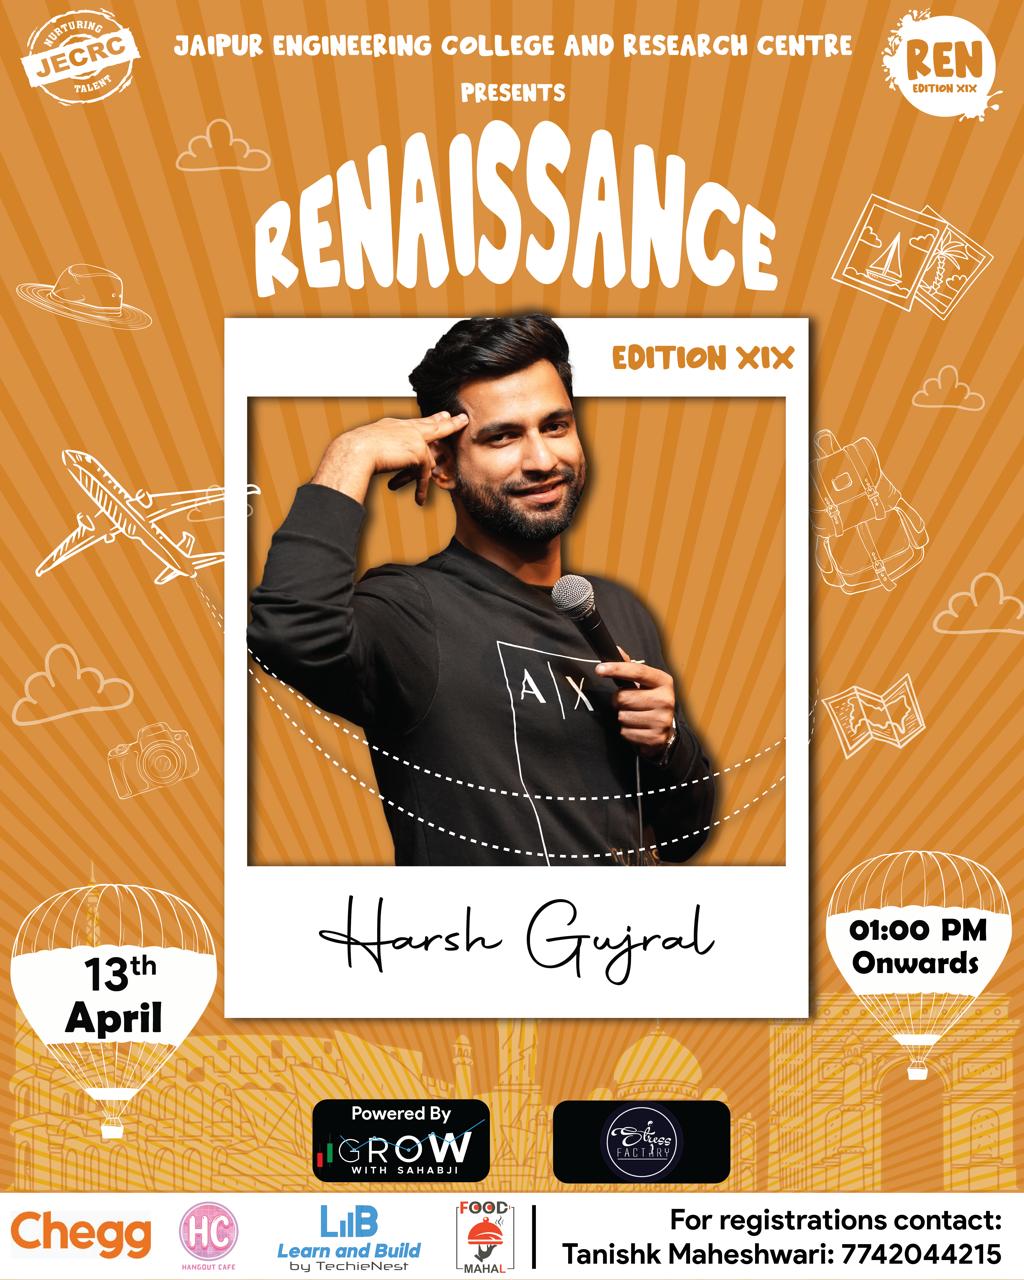 NURTURING
JECRC
TALENT
JAIPUR ENGINEERING COLLEGE AND RESEARCH CENTRE
PRESENTS
REN
EDITION XIX
RENAISSANCE
EDITION XIX
A|X
Harsh Gujral
13th
April
01:00 PM
Onwards
Powered By
GROW
WITH SAHABJI
Stress
FACTORY
Chegg
HC
HANGOUT CAFE
LIIB
Learn and Build
by TechieNest
FOOD
MAHAL
For registrations contact:
Tanishk Maheshwari: 7742044215